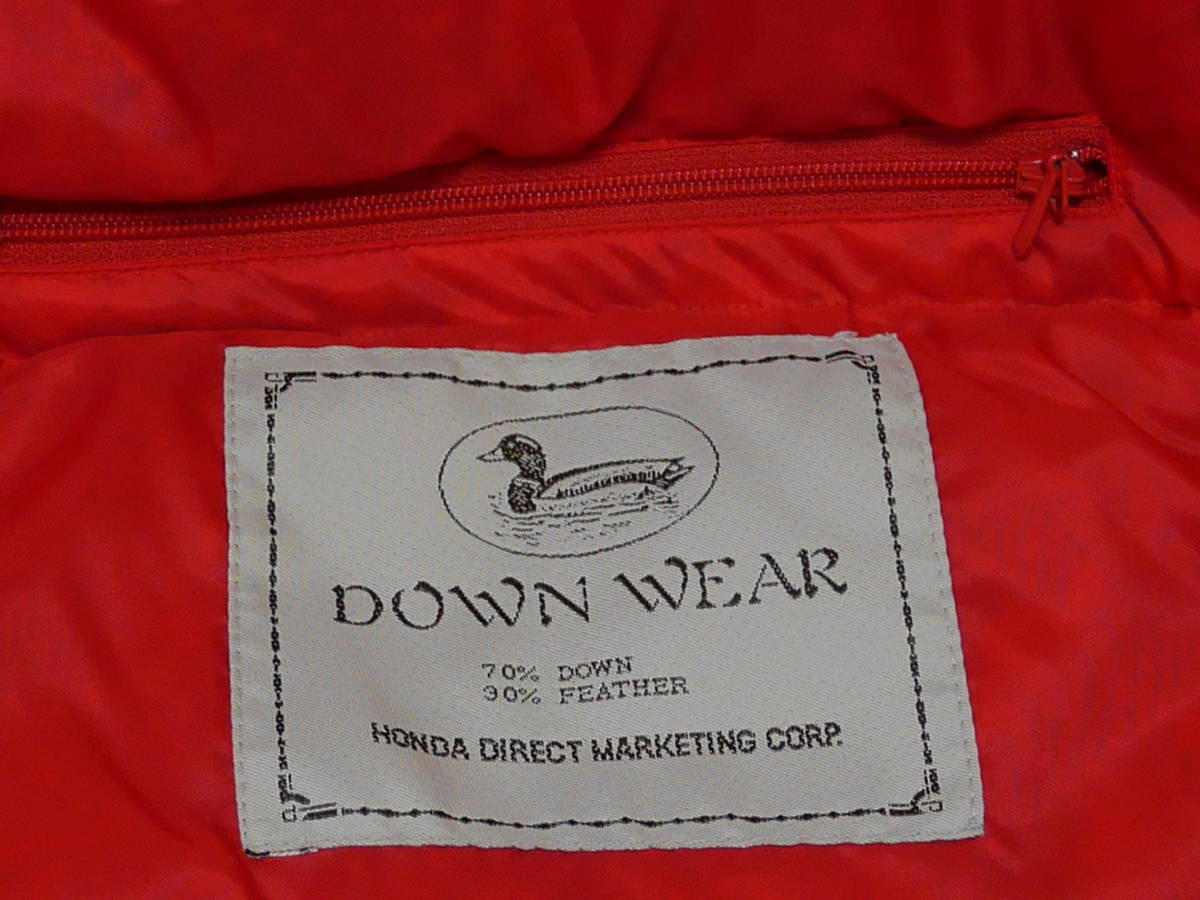 DOWN WEAR
70% DOWN
30% FEATHER
HONDA DIRECT MARKETING CORP.